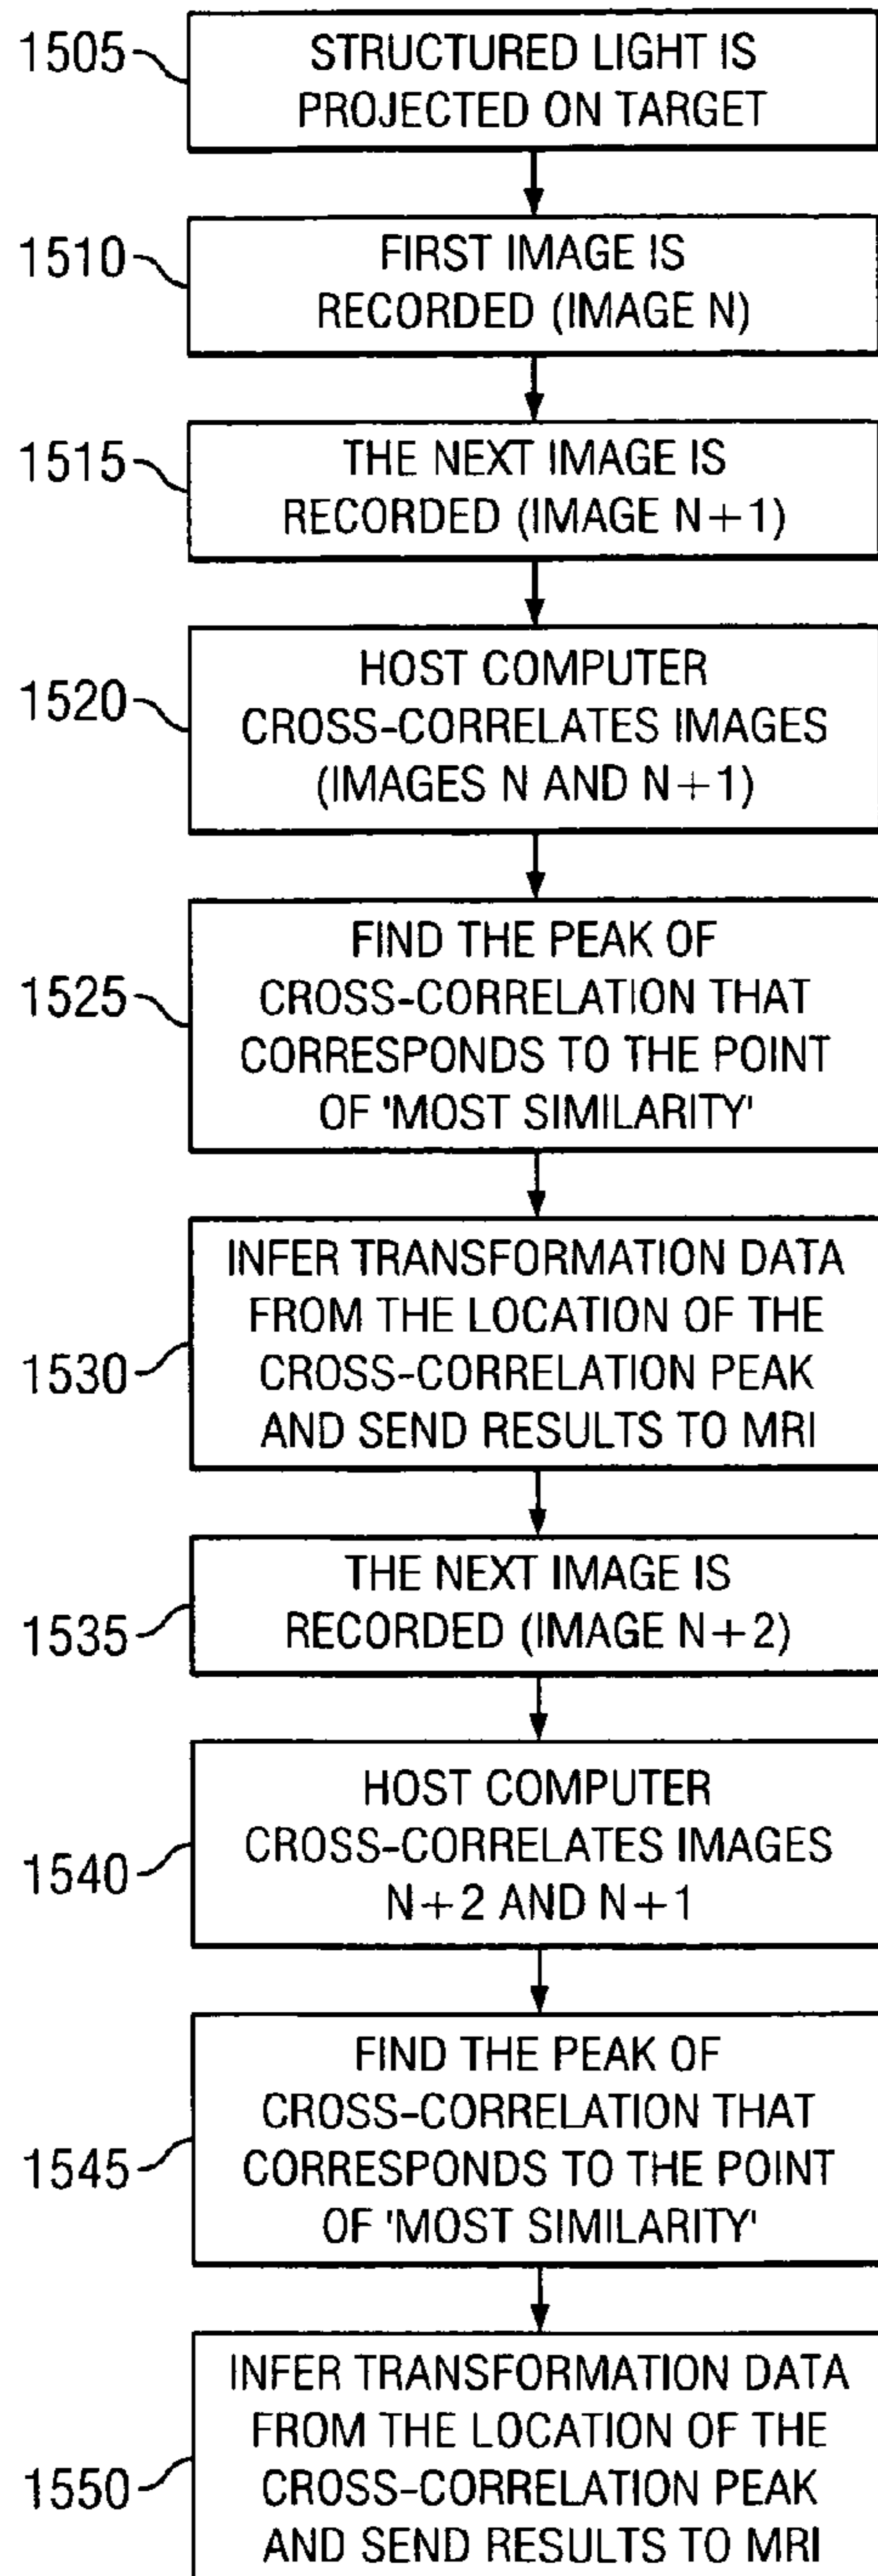 1505
STRUCTURED LIGHT IS
PROJECTED ON TARGET
1510
FIRST IMAGE IS
RECORDED (IMAGE N)
1515
THE NEXT IMAGE IS
RECORDED (IMAGE N+1)
1520
HOST COMPUTER
CROSS-CORRELATES IMAGES
(IMAGES N AND N+1)
1525
FIND THE PEAK OF
CROSS-CORRELATION THAT
CORRESPONDS TO THE POINT
OF 'MOST SIMILARITY'
1530
INFER TRANSFORMATION DATA
FROM THE LOCATION OF THE
CROSS-CORRELATION PEAK
AND SEND RESULTS TO MRI
1535
THE NEXT IMAGE IS
RECORDED (IMAGE N+2)
1540
HOST COMPUTER
CROSS-CORRELATES IMAGES
N+2 AND N+1
1545
FIND THE PEAK OF
CROSS-CORRELATION THAT
CORRESPONDS TO THE POINT
OF 'MOST SIMILARITY'
1550
INFER TRANSFORMATION DATA
FROM THE LOCATION OF THE
CROSS-CORRELATION PEAK
AND SEND RESULTS TO MRI